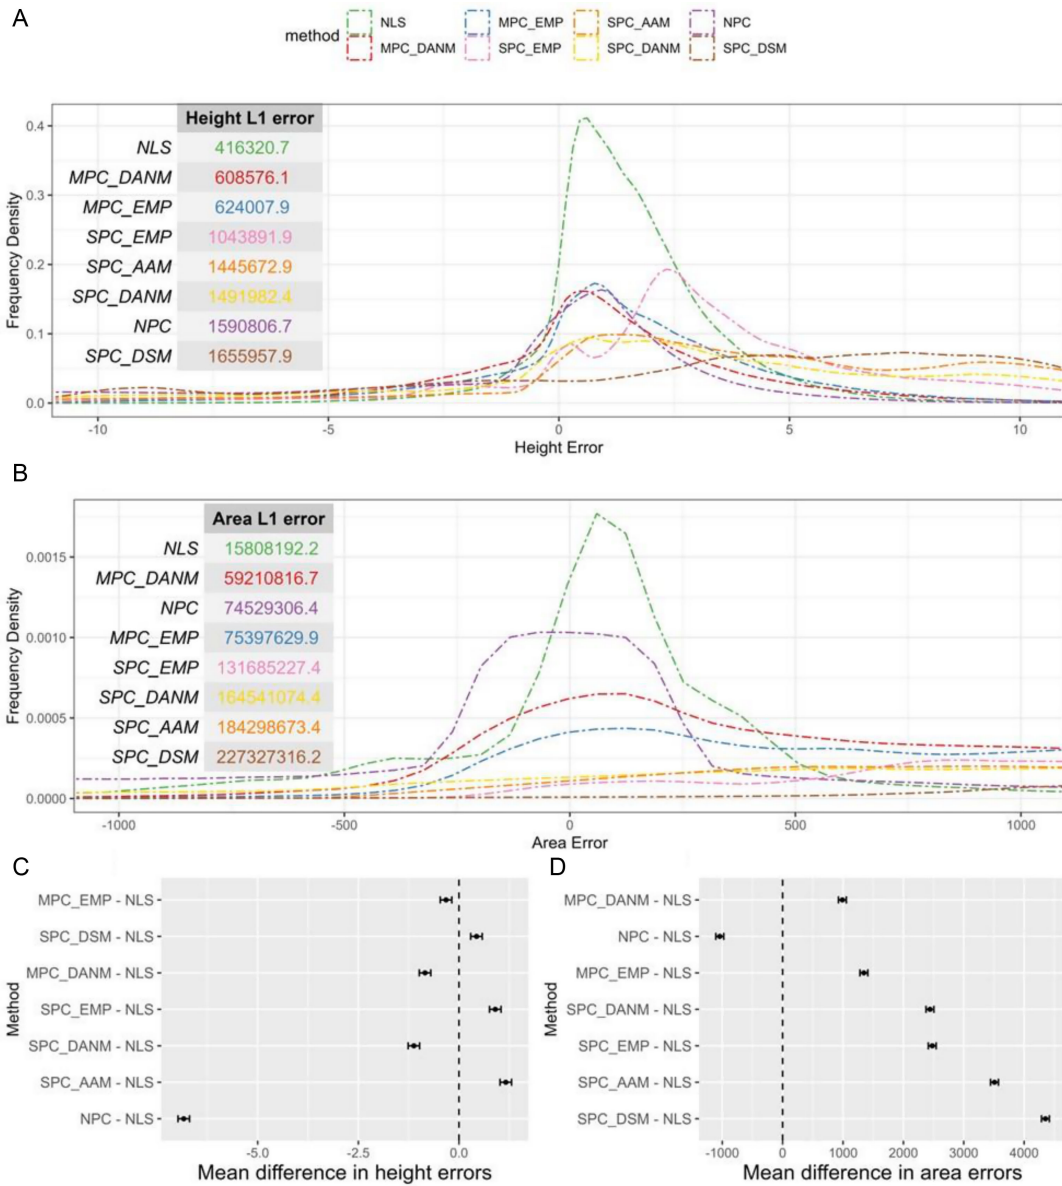 A
method
NLS MPC_EMP SPC_AAM NPC
MPC_DANM SPC_EMP SPC_DANM SPC_DSM
Height L1 error
NLS 416320.7
MPC_DANM 608576.1
MPC_EMP 624007.9
SPC_EMP 1043891.9
SPC_AAM 1445672.9
SPC_DANM 1491982.4
NPC 1590806.7
SPC_DSM 1655957.9
Frequency Density
0.4
0.3
0.2
0.1
0.0
-10 -5 0 5 10
Height Error
B
Area L1 error
NLS 15808192.2
MPC_DANM 59210816.7
NPC 74529306.4
MPC_EMP 75397629.9
SPC_EMP 131685227.4
SPC_DANM 164541074.4
SPC_AAM 184298673.4
SPC_DSM 227327316.2
Frequency Density
0.0015
0.0010
0.0005
0.0000
-1000 -500 0 500 1000
Area Error
C
Method
MPC_EMP - NLS
SPC_DSM - NLS
MPC_DANM - NLS
SPC_EMP - NLS
SPC_DANM - NLS
SPC_AAM - NLS
NPC - NLS
-5.0 -2.5 0.0
Mean difference in height errors
D
Method
MPC_DANM - NLS
NPC - NLS
MPC_EMP - NLS
SPC_DANM - NLS
SPC_EMP - NLS
SPC_AAM - NLS
SPC_DSM - NLS
-1000 0 1000 2000 3000 4000
Mean difference in area errors